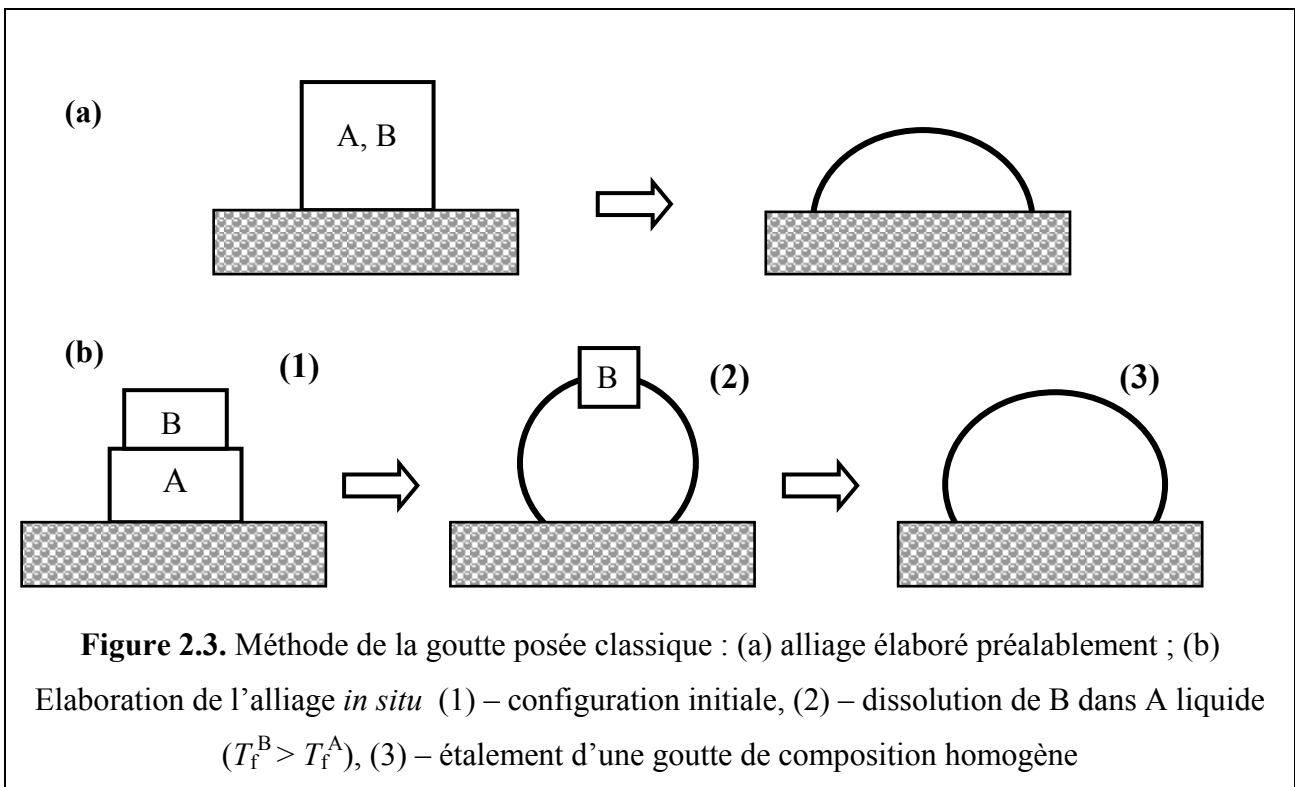 (a)
A, B
(b)
(1)
B
A
B
(2)
(3)
Figure 2.3. Méthode de la goutte posée classique : (a) alliage élaboré préalablement ; (b)
Elaboration de l’alliage in situ (1) – configuration initiale, (2) – dissolution de B dans A liquide
(T_f^B > T_f^A), (3) – étalement d’une goutte de composition homogène